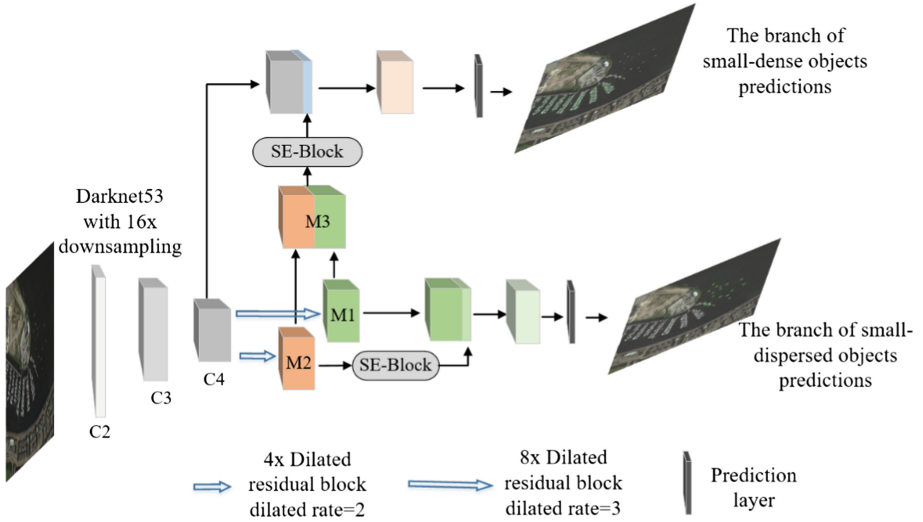 The branch of
small-dense objects
predictions
SE-Block
Darknet53
with 16x
downsampling
M3
M1
M2
SE-Block
C4
C3
C2
The branch of small-
dispersed objects
predictions
4x Dilated
residual block
dilated rate=2
8x Dilated
residual block
dilated rate=3
Prediction
layer